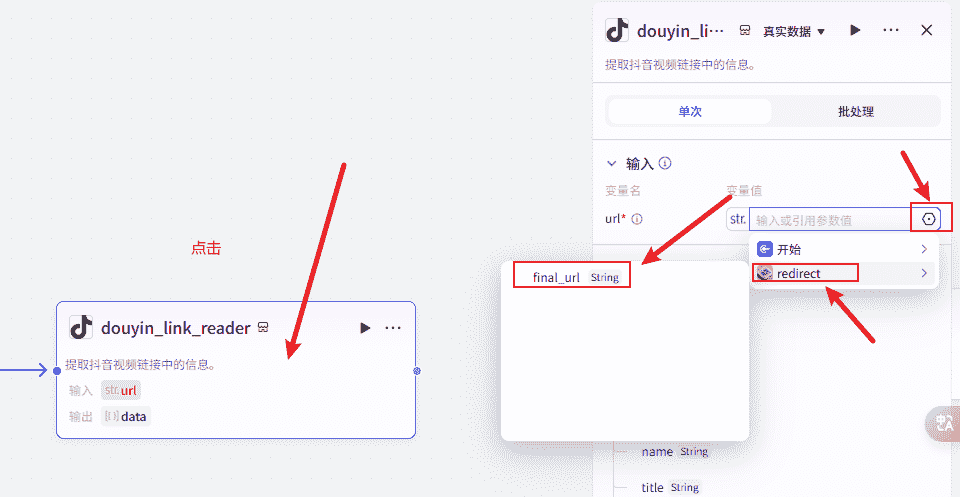 douyin_li··· 真实数据
提取抖音视频链接中的信息。
单次 批处理
输入
变量名 变量值
url* str. 输入或引用参数值
开始
redirect
final_url String
点击
douyin_link_reader
提取抖音视频链接中的信息。
输入 str. url
输出 [ ] data
name String
title String